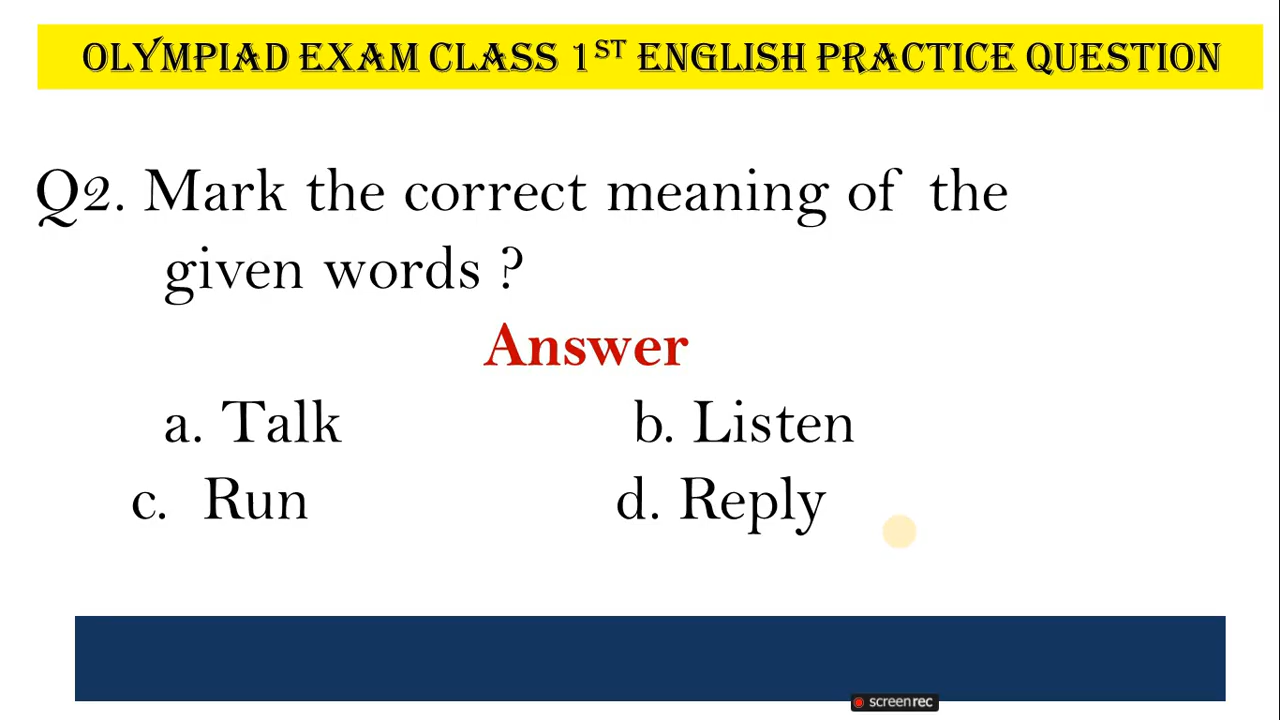 OLYMPIAD EXAM CLASS 1ST ENGLISH PRACTICE QUESTION
Q2. Mark the correct meaning of the
given words ?
Answer
a. Talk b. Listen
c. Run d. Reply
screenrec